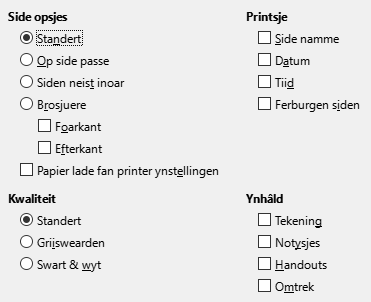 Side opsjes
Standert
Op side passe
Siden neist inoar
Brosjuere
Foarkant
Efterkant
Papier lade fan printer ynstellingen
Printsje
Side namme
Datum
Tiid
Ferburgen siden
Kwaliteit
Standert
Grijswearden
Swart & wyt
Ynhâld
Tekening
Notysjes
Handouts
Omtrek